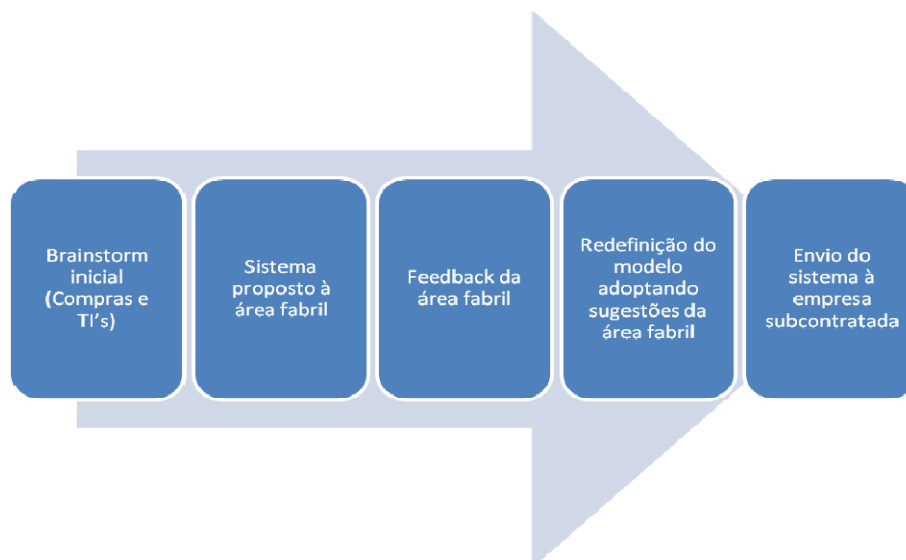 Brainstorm
inicial
(Compras e
TI's)
Sistema
proposto à
área fabril
Feedback da
área fabril
Redefinição do
modelo
adoptando
sugestões da
área fabril
Envio do
sistema à
empresa
subcontratada